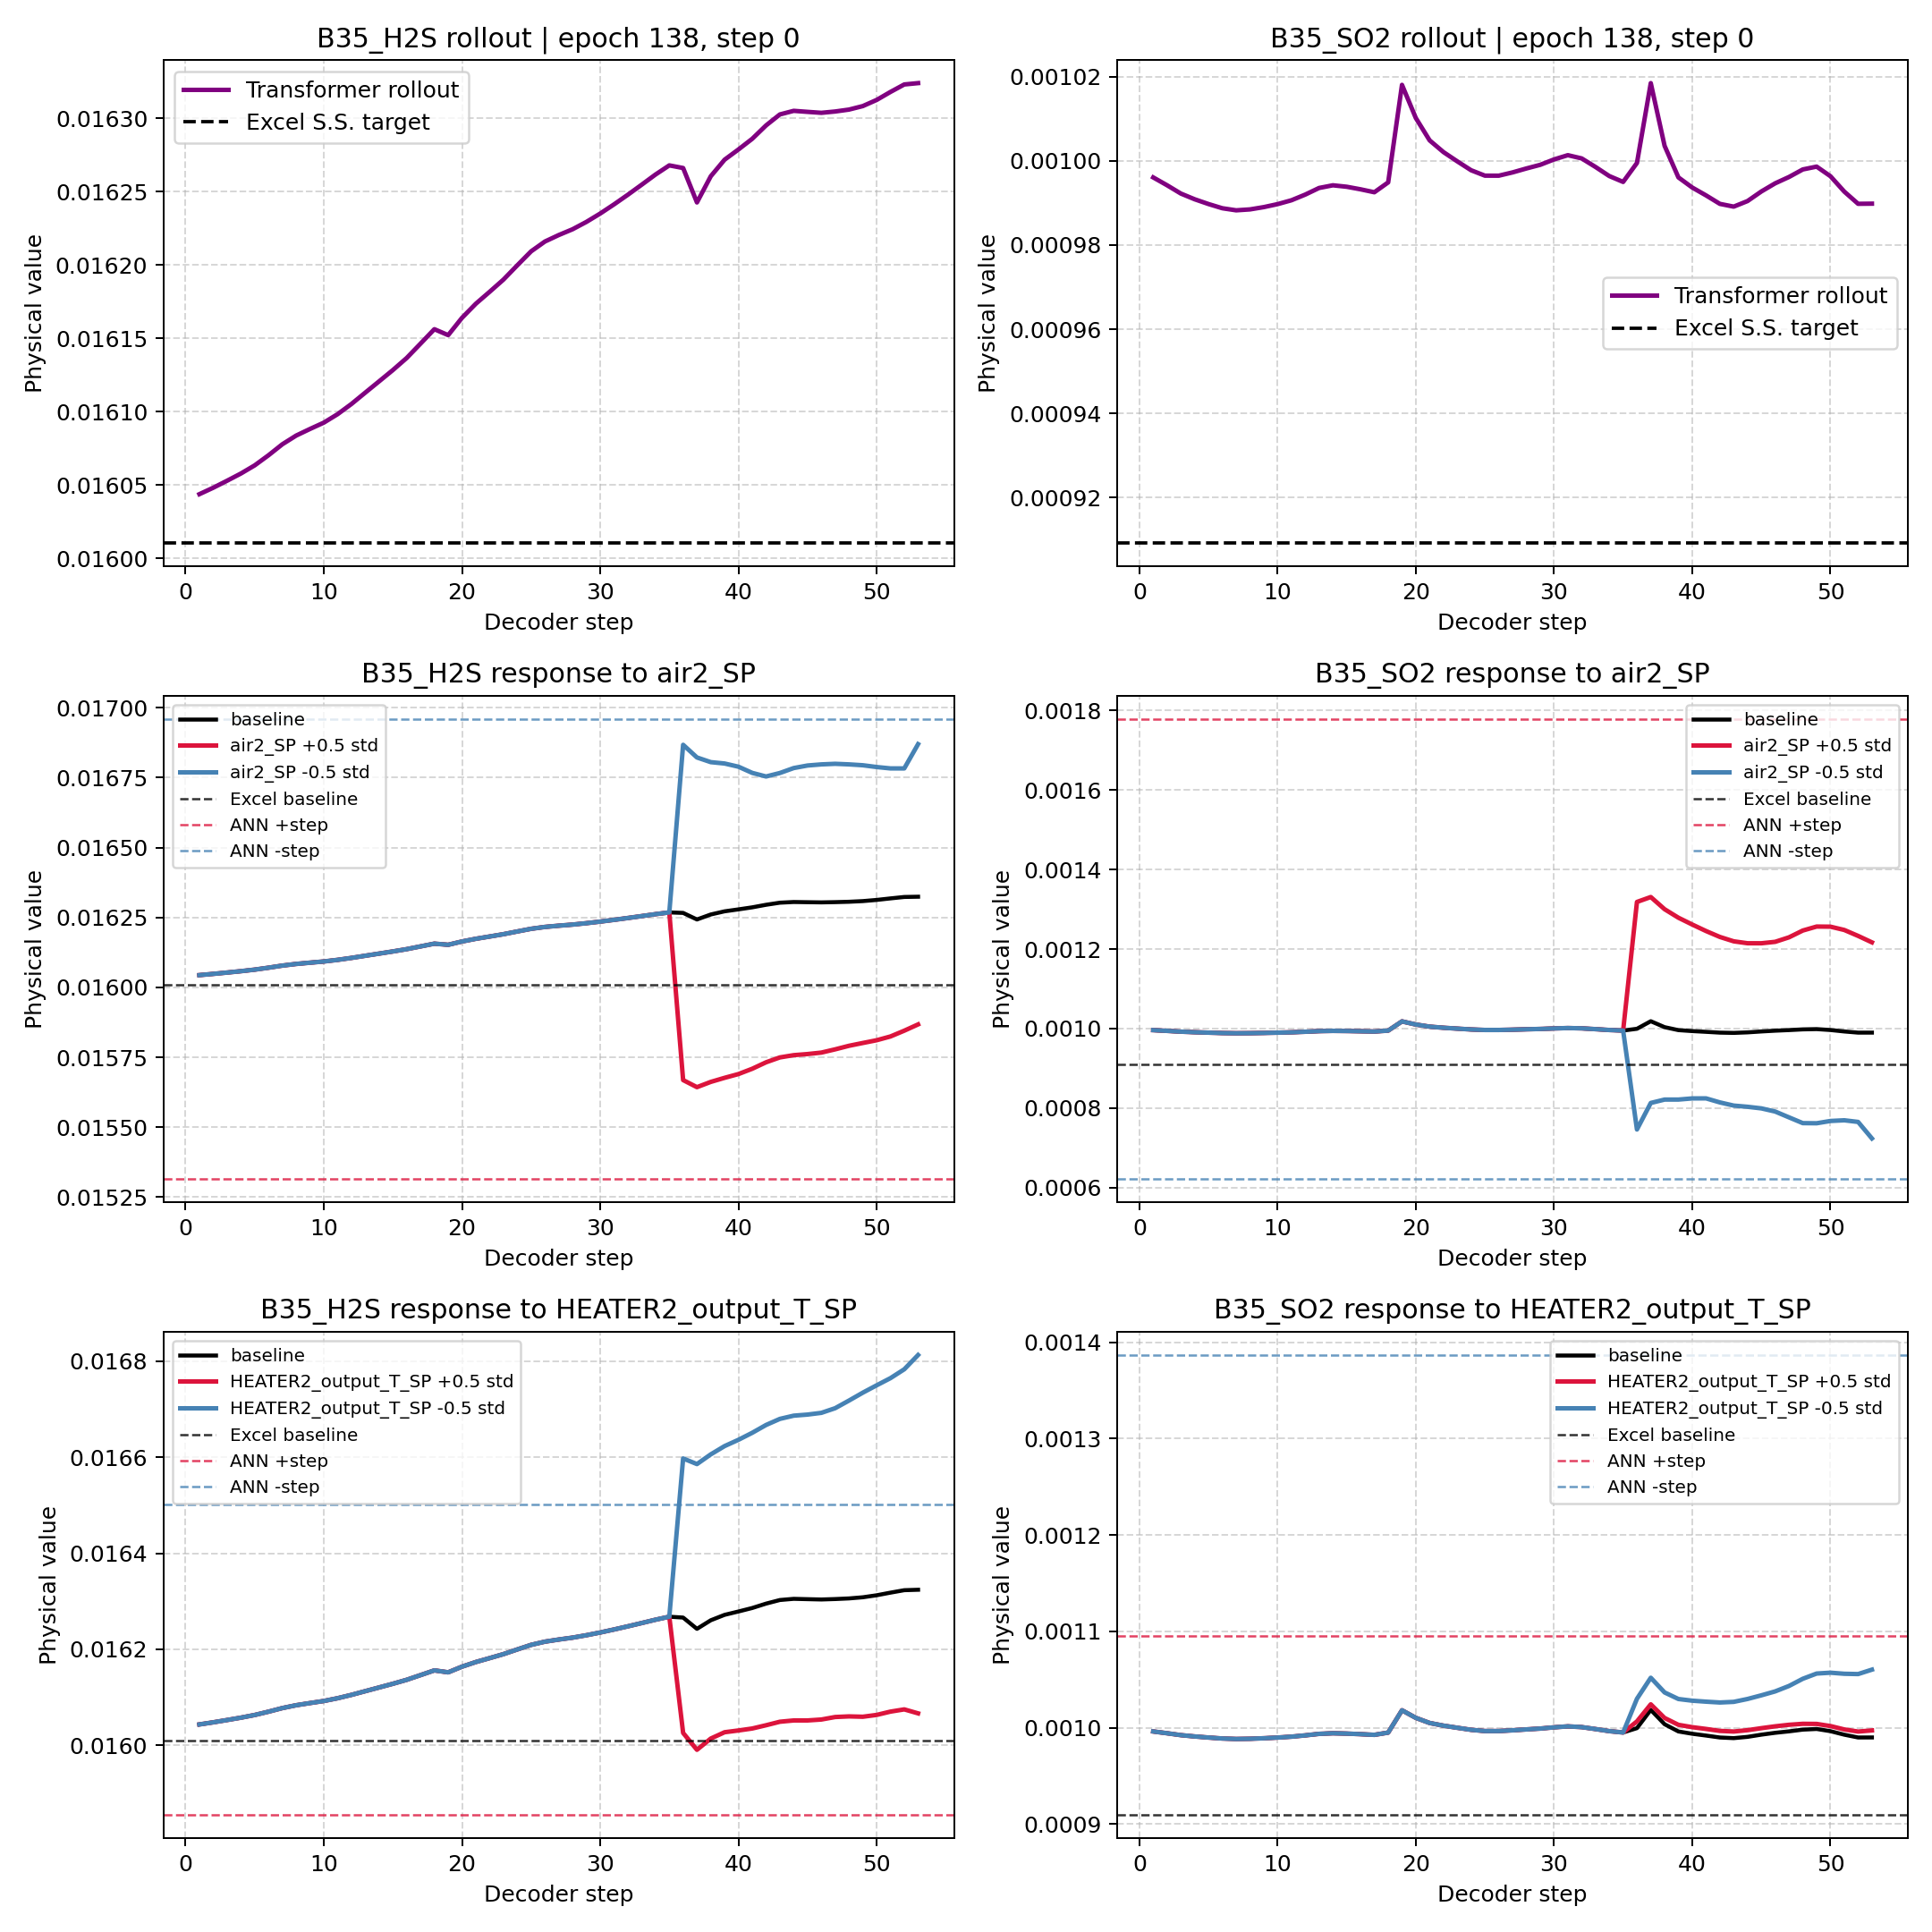 B35_H2S rollout | epoch 138, step 0
Physical value
0.01630
0.01625
0.01620
0.01615
0.01610
0.01605
0.01600
Transformer rollout
Excel S.S. target
0 10 20 30 40 50
Decoder step
B35_SO2 rollout | epoch 138, step 0
Physical value
0.00102
0.00100
0.00098
0.00096
0.00094
0.00092
Transformer rollout
Excel S.S. target
0 10 20 30 40 50
Decoder step
B35_H2S response to air2_SP
Physical value
0.01700
0.01675
0.01650
0.01625
0.01600
0.01575
0.01550
0.01525
baseline
air2_SP +0.5 std
air2_SP -0.5 std
Excel baseline
ANN +step
ANN -step
0 10 20 30 40 50
Decoder step
B35_SO2 response to air2_SP
Physical value
0.0018
0.0016
0.0014
0.0012
0.0010
0.0008
0.0006
baseline
air2_SP +0.5 std
air2_SP -0.5 std
Excel baseline
ANN +step
ANN -step
0 10 20 30 40 50
Decoder step
B35_H2S response to HEATER2_output_T_SP
Physical value
0.0168
0.0166
0.0164
0.0162
0.0160
baseline
HEATER2_output_T_SP +0.5 std
HEATER2_output_T_SP -0.5 std
Excel baseline
ANN +step
ANN -step
0 10 20 30 40 50
Decoder step
B35_SO2 response to HEATER2_output_T_SP
Physical value
0.0014
0.0013
0.0012
0.0011
0.0010
0.0009
baseline
HEATER2_output_T_SP +0.5 std
HEATER2_output_T_SP -0.5 std
Excel baseline
ANN +step
ANN -step
0 10 20 30 40 50
Decoder step